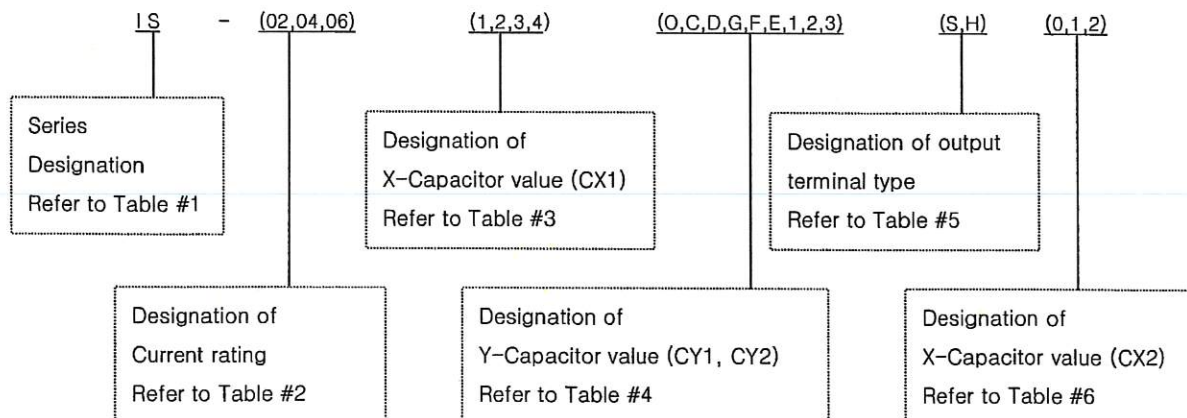 IS - (02,04,06) (1,2,3,4) (O,C,D,G,F,E,1,2,3) (S,H) (0,1,2)
Series
Designation
Refer to Table #1
Designation of
X-Capacitor value (CX1)
Refer to Table #3
Designation of output
terminal type
Refer to Table #5
Designation of
Current rating
Refer to Table #2
Designation of
Y-Capacitor value (CY1, CY2)
Refer to Table #4
Designation of
X-Capacitor value (CX2)
Refer to Table #6